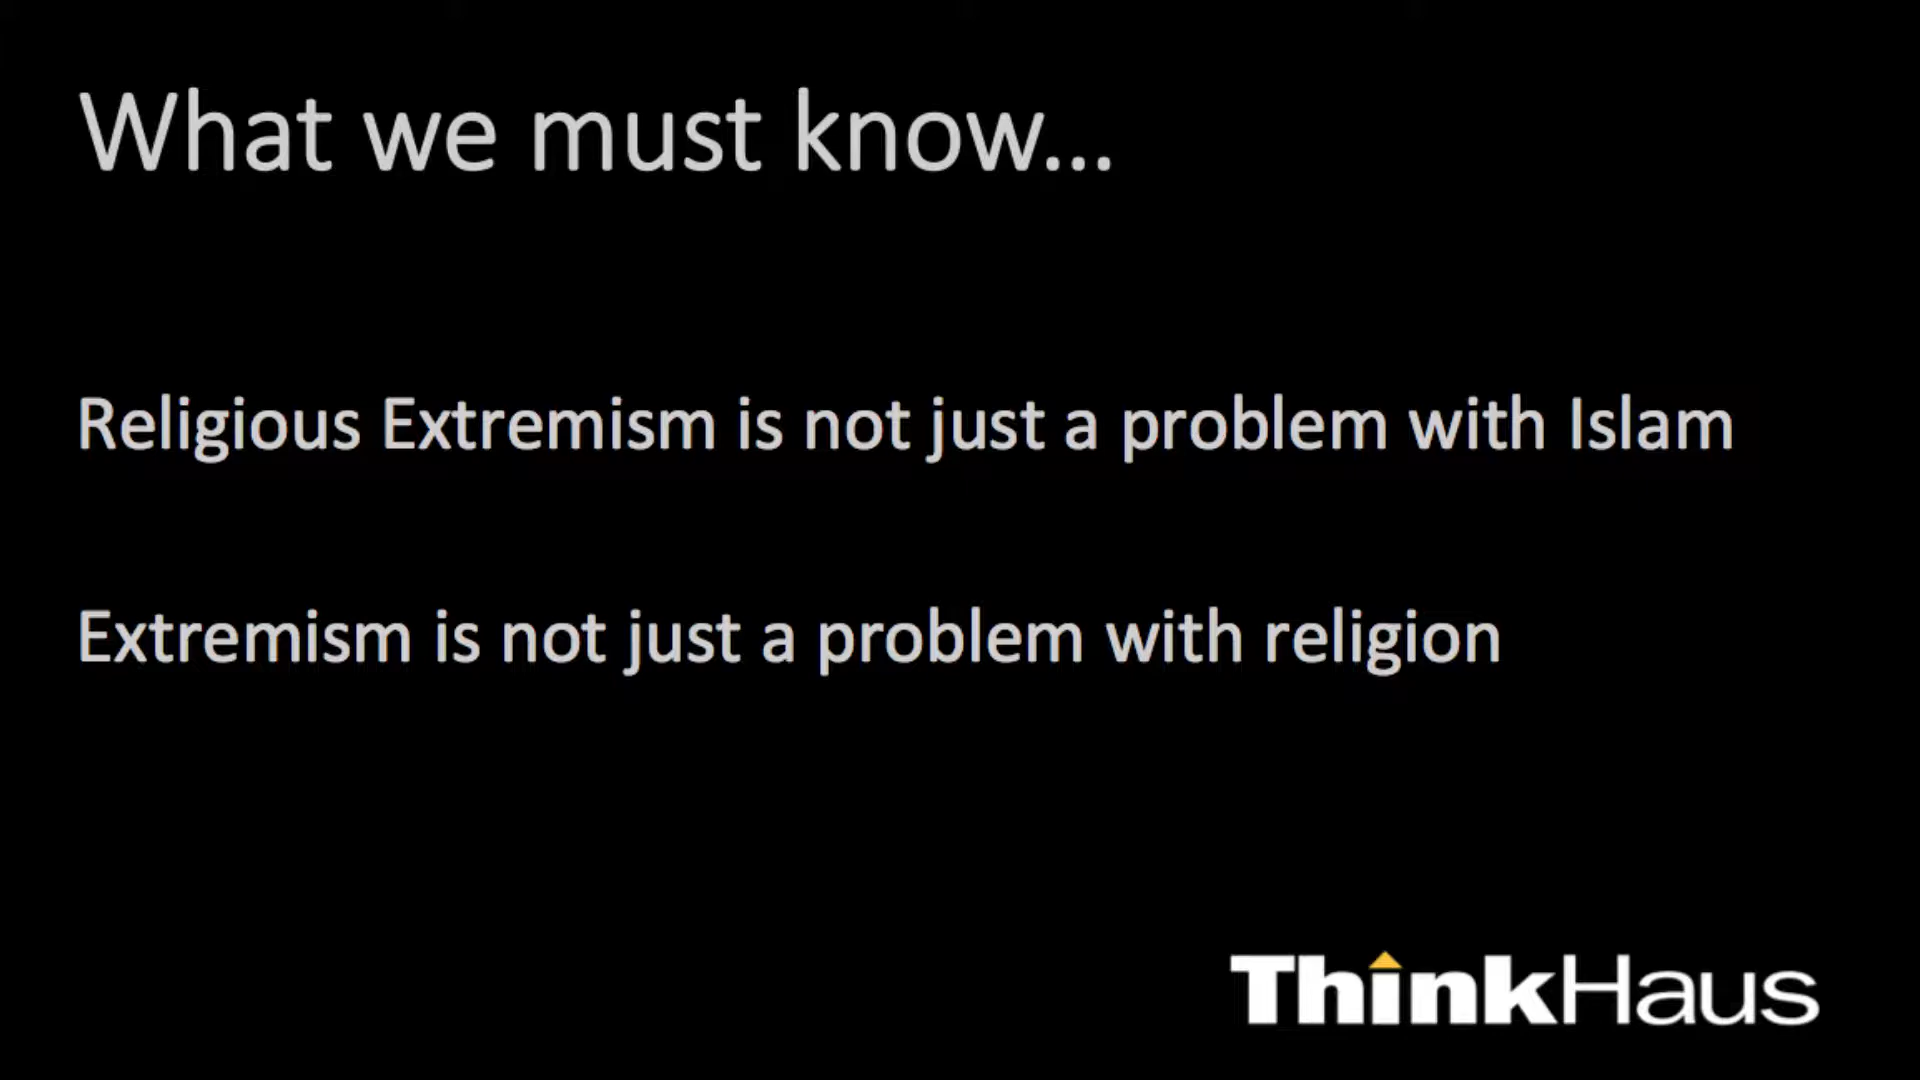 What we must know...
Religious Extremism is not just a problem with Islam
Extremism is not just a problem with religion
ThinkHaus